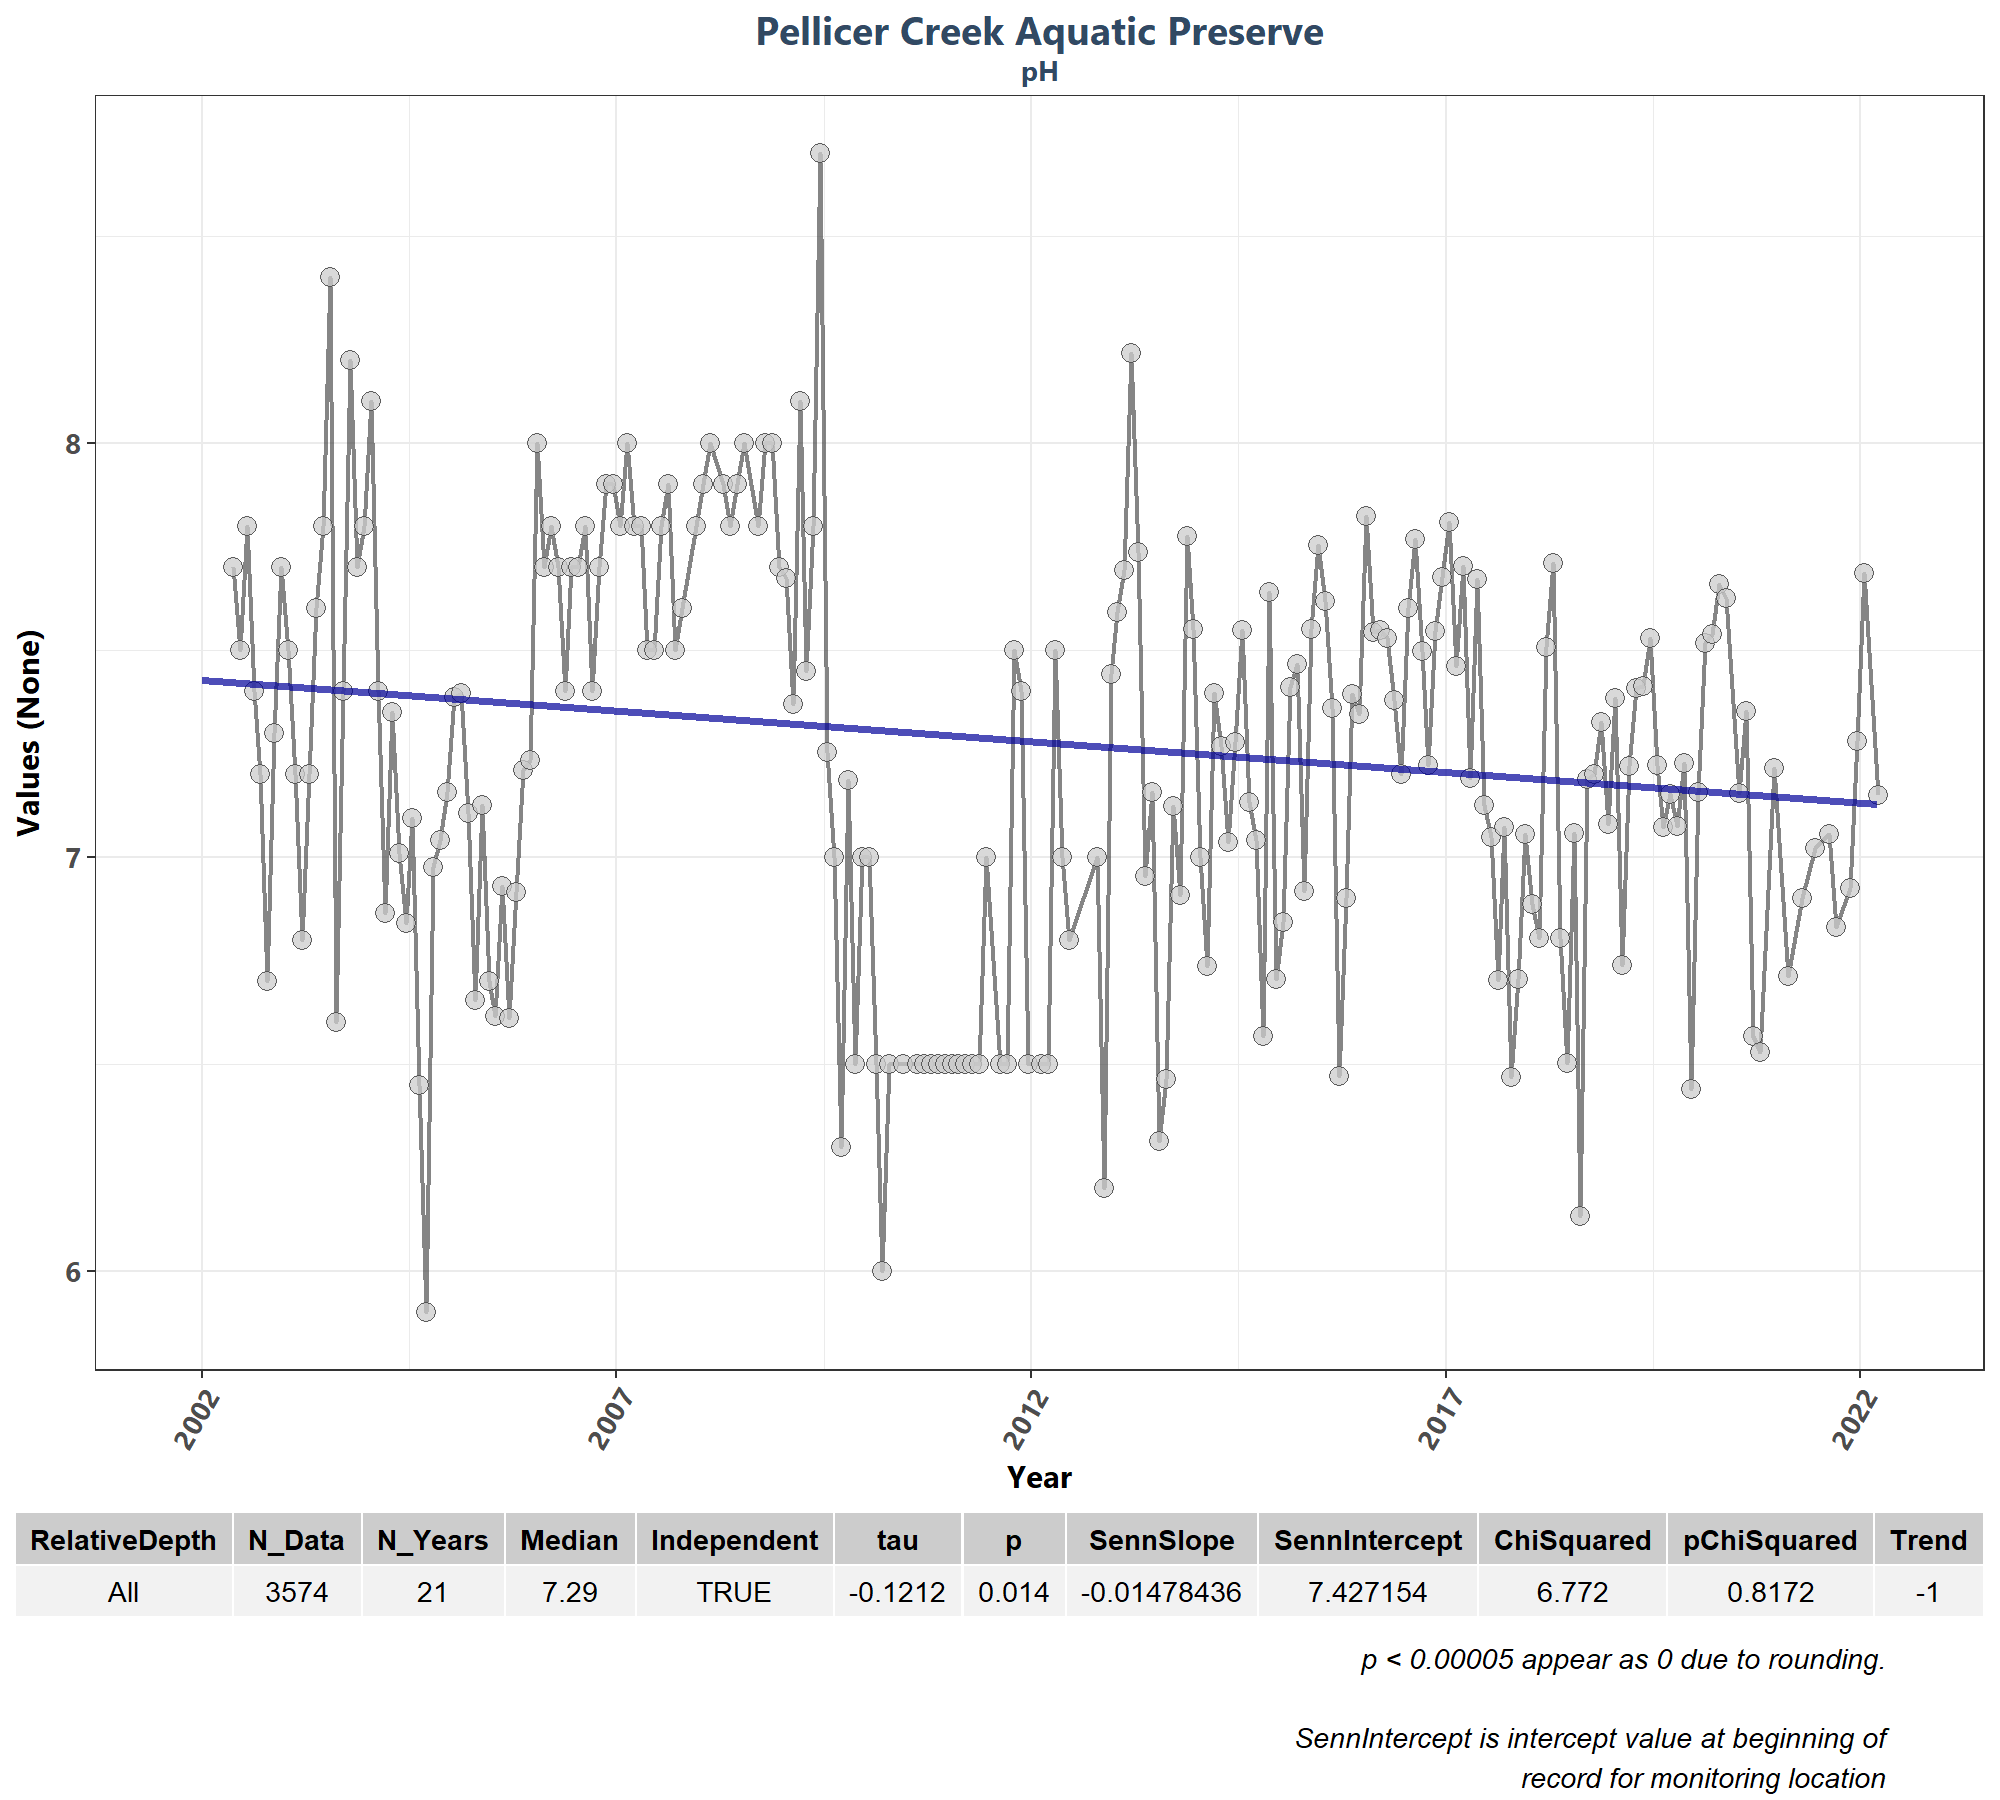 Pellicer Creek Aquatic Preserve
pH
Values (None)
8
7
6
2002 2007 2012 2017 2022
Year
RelativeDepth N_Data N_Years Median Independent tau p SennSlope SennIntercept ChiSquared pChiSquared Trend
All 3574 21 7.29 TRUE -0.1212 0.014 -0.01478436 7.427154 6.772 0.8172 -1
p < 0.00005 appear as 0 due to rounding.
SennIntercept is intercept value at beginning of
record for monitoring location